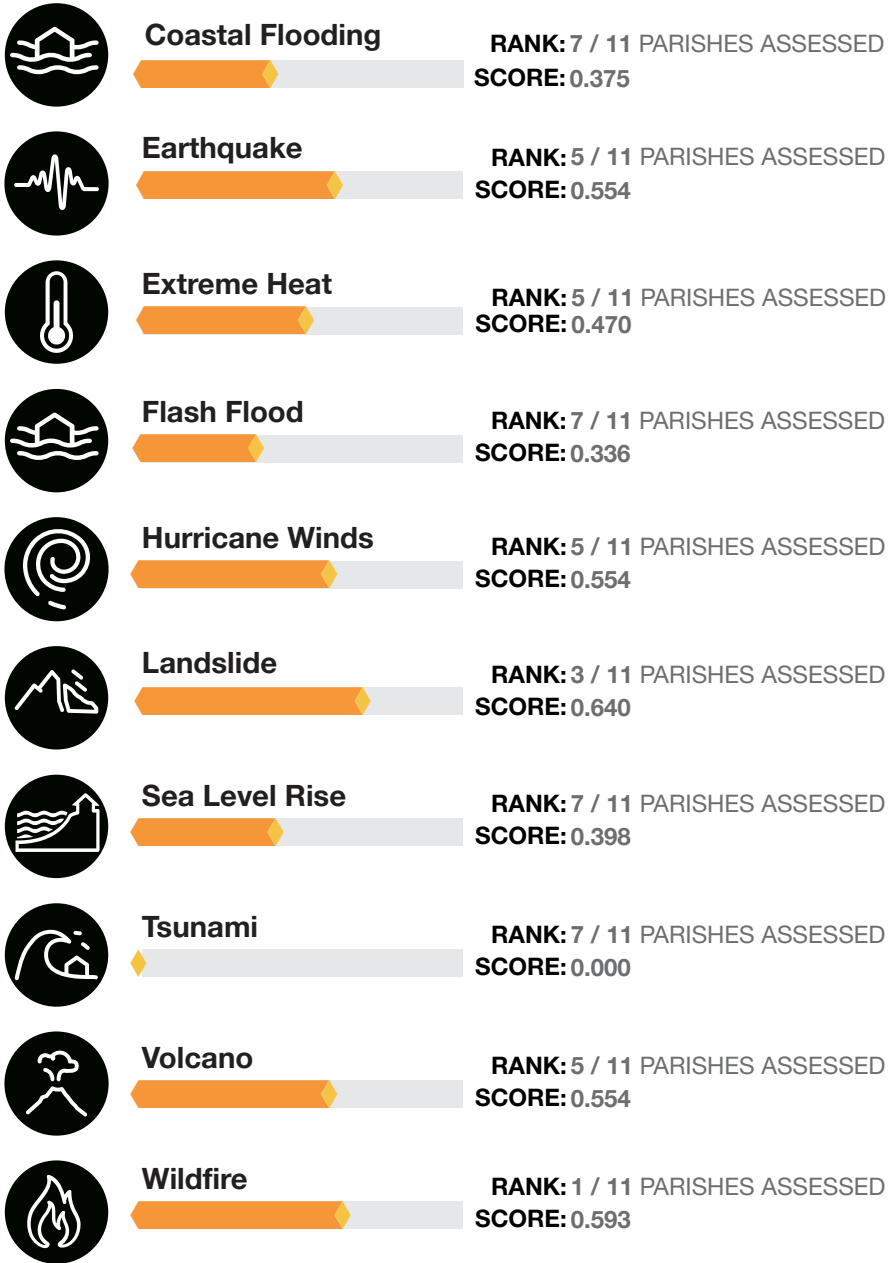 Coastal Flooding
RANK: 7 / 11 PARISHES ASSESSED
SCORE: 0.375
Earthquake
RANK: 5 / 11 PARISHES ASSESSED
SCORE: 0.554
Extreme Heat
RANK: 5 / 11 PARISHES ASSESSED
SCORE: 0.470
Flash Flood
RANK: 7 / 11 PARISHES ASSESSED
SCORE: 0.336
Hurricane Winds
RANK: 5 / 11 PARISHES ASSESSED
SCORE: 0.554
Landslide
RANK: 3 / 11 PARISHES ASSESSED
SCORE: 0.640
Sea Level Rise
RANK: 7 / 11 PARISHES ASSESSED
SCORE: 0.398
Tsunami
RANK: 7 / 11 PARISHES ASSESSED
SCORE: 0.000
Volcano
RANK: 5 / 11 PARISHES ASSESSED
SCORE: 0.554
Wildfire
RANK: 1 / 11 PARISHES ASSESSED
SCORE: 0.593